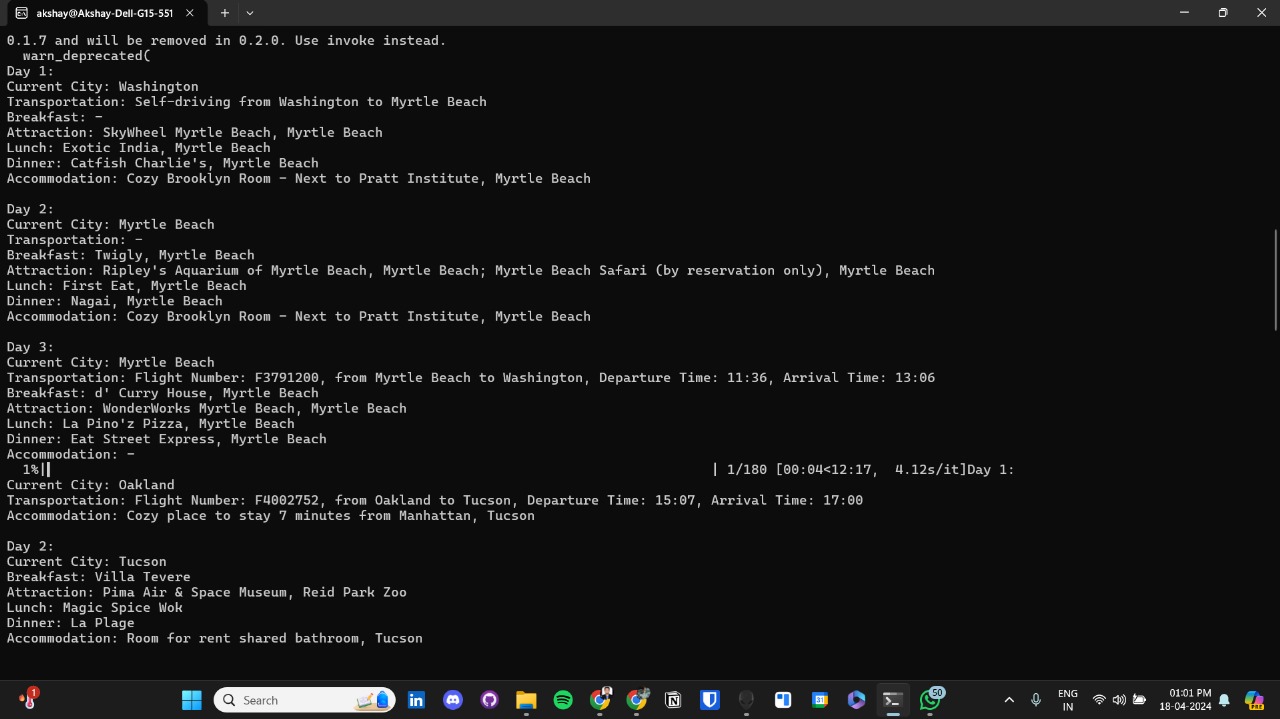 akshay@Akshay-Dell-G15-551
0.1.7 and will be removed in 0.2.0. Use invoke instead.
warn_deprecated(
Day 1:
Current City: Washington
Transportation: Self-driving from Washington to Myrtle Beach
Breakfast: -
Attraction: SkyWheel Myrtle Beach, Myrtle Beach
Lunch: Exotic India, Myrtle Beach
Dinner: Catfish Charlie's, Myrtle Beach
Accommodation: Cozy Brooklyn Room - Next to Pratt Institute, Myrtle Beach
Day 2:
Current City: Myrtle Beach
Transportation: -
Breakfast: Twigly, Myrtle Beach
Attraction: Ripley's Aquarium of Myrtle Beach, Myrtle Beach; Myrtle Beach Safari (by reservation only), Myrtle Beach
Lunch: First Eat, Myrtle Beach
Dinner: Nagai, Myrtle Beach
Accommodation: Cozy Brooklyn Room - Next to Pratt Institute, Myrtle Beach
Day 3:
Current City: Myrtle Beach
Transportation: Flight Number: F3791200, from Myrtle Beach to Washington, Departure Time: 11:36, Arrival Time: 13:06
Breakfast: d' Curry House, Myrtle Beach
Attraction: WonderWorks Myrtle Beach, Myrtle Beach
Lunch: La Pino'z Pizza, Myrtle Beach
Dinner: Eat Street Express, Myrtle Beach
Accommodation: -
1%| | 1/180 [00:04<12:17, 4.12s/it]Day 1:
Current City: Oakland
Transportation: Flight Number: F4002752, from Oakland to Tucson, Departure Time: 15:07, Arrival Time: 17:00
Accommodation: Cozy place to stay 7 minutes from Manhattan, Tucson
Day 2:
Current City: Tucson
Breakfast: Villa Tevere
Attraction: Pima Air & Space Museum, Reid Park Zoo
Lunch: Magic Spice Wok
Dinner: La Plage
Accommodation: Room for rent shared bathroom, Tucson
1
Search
31
50
ENG
IN
01:01 PM
18-04-2024
PRE